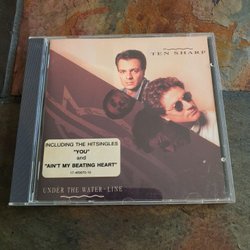 TEN SHARP
INCLUDING THE HITSINGLES
"YOU"
AND
"AIN'T MY BEATING HEART"
UNDER THE WATER-LINE